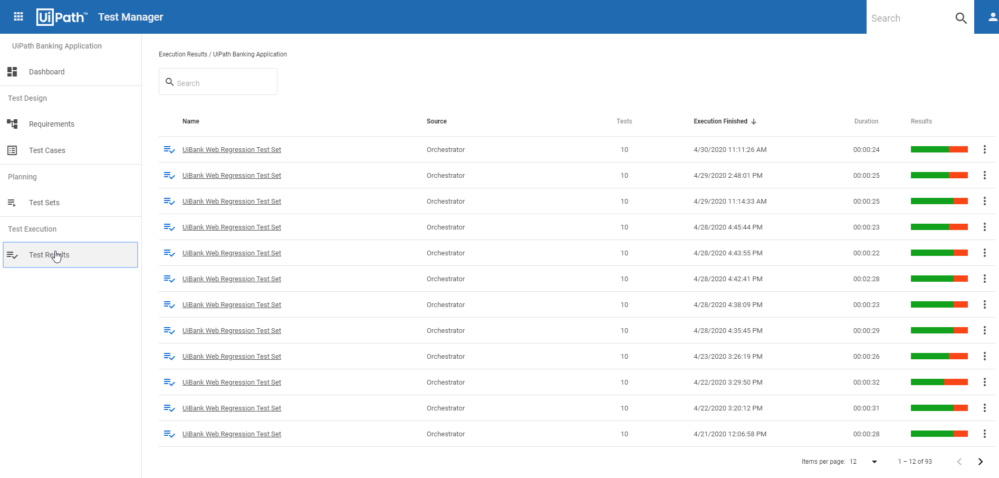 UiPath™ Test Manager
Search
UiPath Banking Application
Dashboard
Test Design
Requirements
Test Cases
Planning
Test Sets
Test Execution
Test Results
Execution Results / UiPath Banking Application
Search
Name Source Tests Execution Finished Duration Results
UiBank Web Regression Test Set Orchestrator 10 4/30/2020 11:11:26 AM 00:00:24
UiBank Web Regression Test Set Orchestrator 10 4/29/2020 2:48:01 PM 00:00:25
UiBank Web Regression Test Set Orchestrator 10 4/29/2020 11:14:33 AM 00:00:25
UiBank Web Regression Test Set Orchestrator 10 4/28/2020 4:45:44 PM 00:00:23
UiBank Web Regression Test Set Orchestrator 10 4/28/2020 4:43:55 PM 00:00:22
UiBank Web Regression Test Set Orchestrator 10 4/28/2020 4:42:41 PM 00:02:28
UiBank Web Regression Test Set Orchestrator 10 4/28/2020 4:38:09 PM 00:00:23
UiBank Web Regression Test Set Orchestrator 10 4/28/2020 4:35:45 PM 00:00:29
UiBank Web Regression Test Set Orchestrator 10 4/23/2020 3:26:19 PM 00:00:26
UiBank Web Regression Test Set Orchestrator 10 4/22/2020 3:29:50 PM 00:00:32
UiBank Web Regression Test Set Orchestrator 10 4/22/2020 3:20:12 PM 00:00:31
UiBank Web Regression Test Set Orchestrator 10 4/21/2020 12:06:58 PM 00:00:28
Items per page: 12 1 – 12 of 93